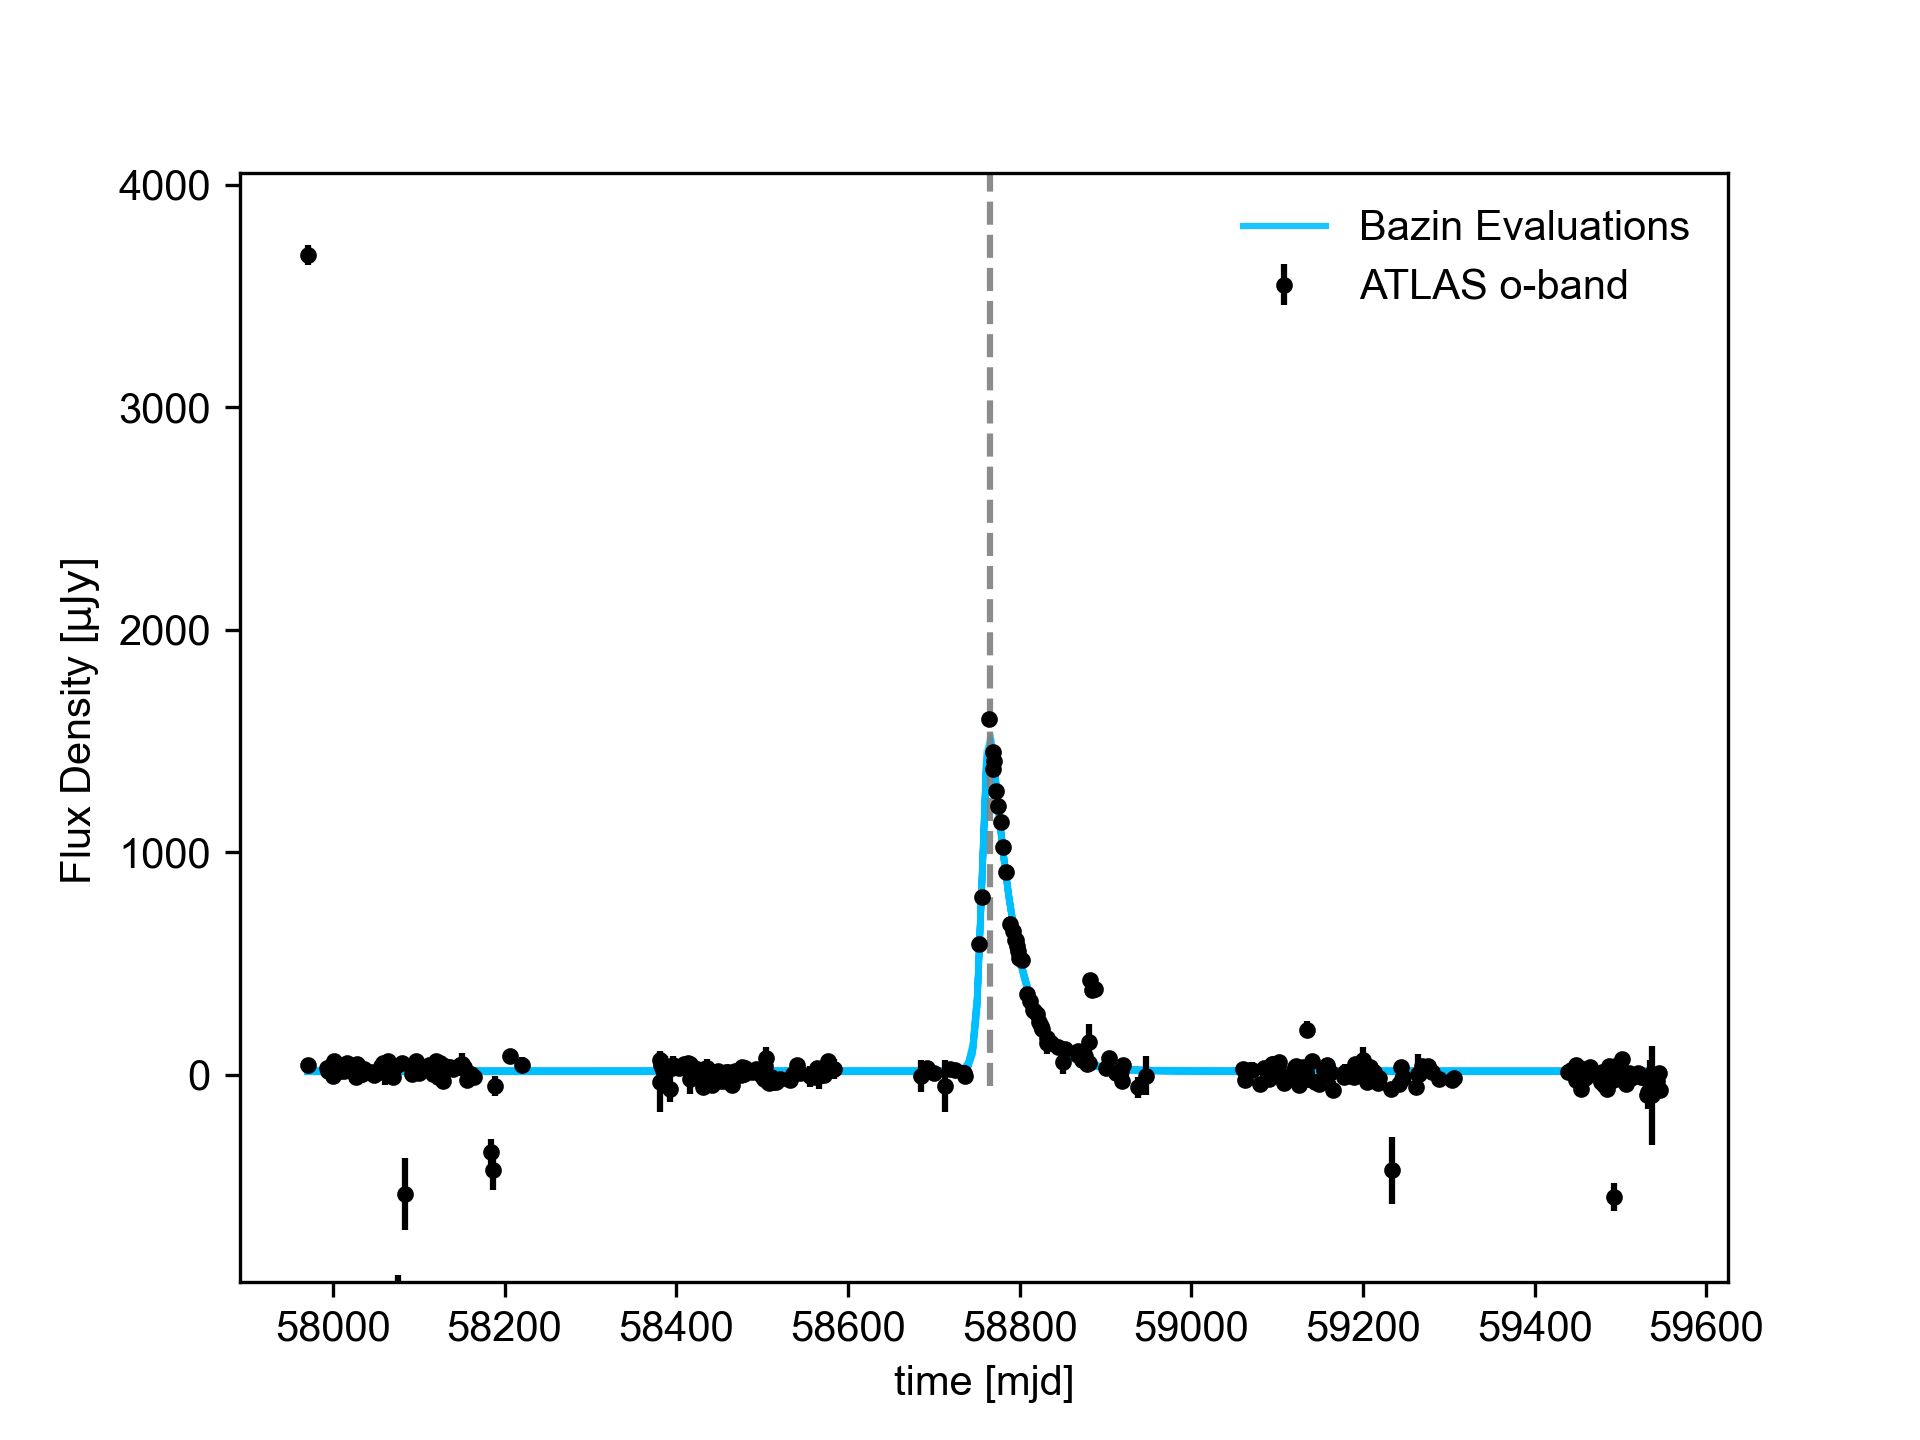 4000
3000
2000
1000
0
Flux Density [µJy]
Bazin Evaluations
ATLAS o-band
58000 58200 58400 58600 58800 59000 59200 59400 59600
time [mjd]